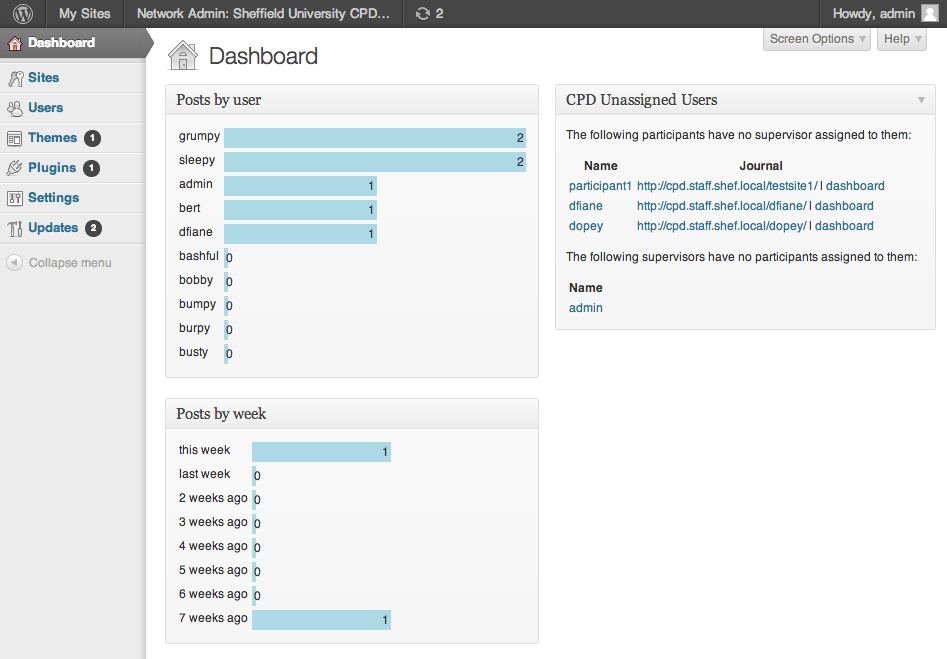 My Sites Network Admin: Sheffield University CPD... 2 Howdy, admin
Dashboard
Sites
Users
Themes 1
Plugins 1
Settings
Updates 2
Collapse menu
Screen Options Help
Dashboard
Posts by user
grumpy 2
sleepy 2
admin 1
bert 1
dfiane 1
bashful 0
bobby 0
bumpy 0
burpy 0
busty 0
Posts by week
this week 1
last week 0
2 weeks ago 0
3 weeks ago 0
4 weeks ago 0
5 weeks ago 0
6 weeks ago 0
7 weeks ago 1
CPD Unassigned Users
The following participants have no supervisor assigned to them:
Name Journal
participant1 http://cpd.staff.shef.local/testsite1/ | dashboard
dfiane http://cpd.staff.shef.local/dfiane/ | dashboard
dopey http://cpd.staff.shef.local/dopey/ | dashboard
The following supervisors have no participants assigned to them:
Name
admin